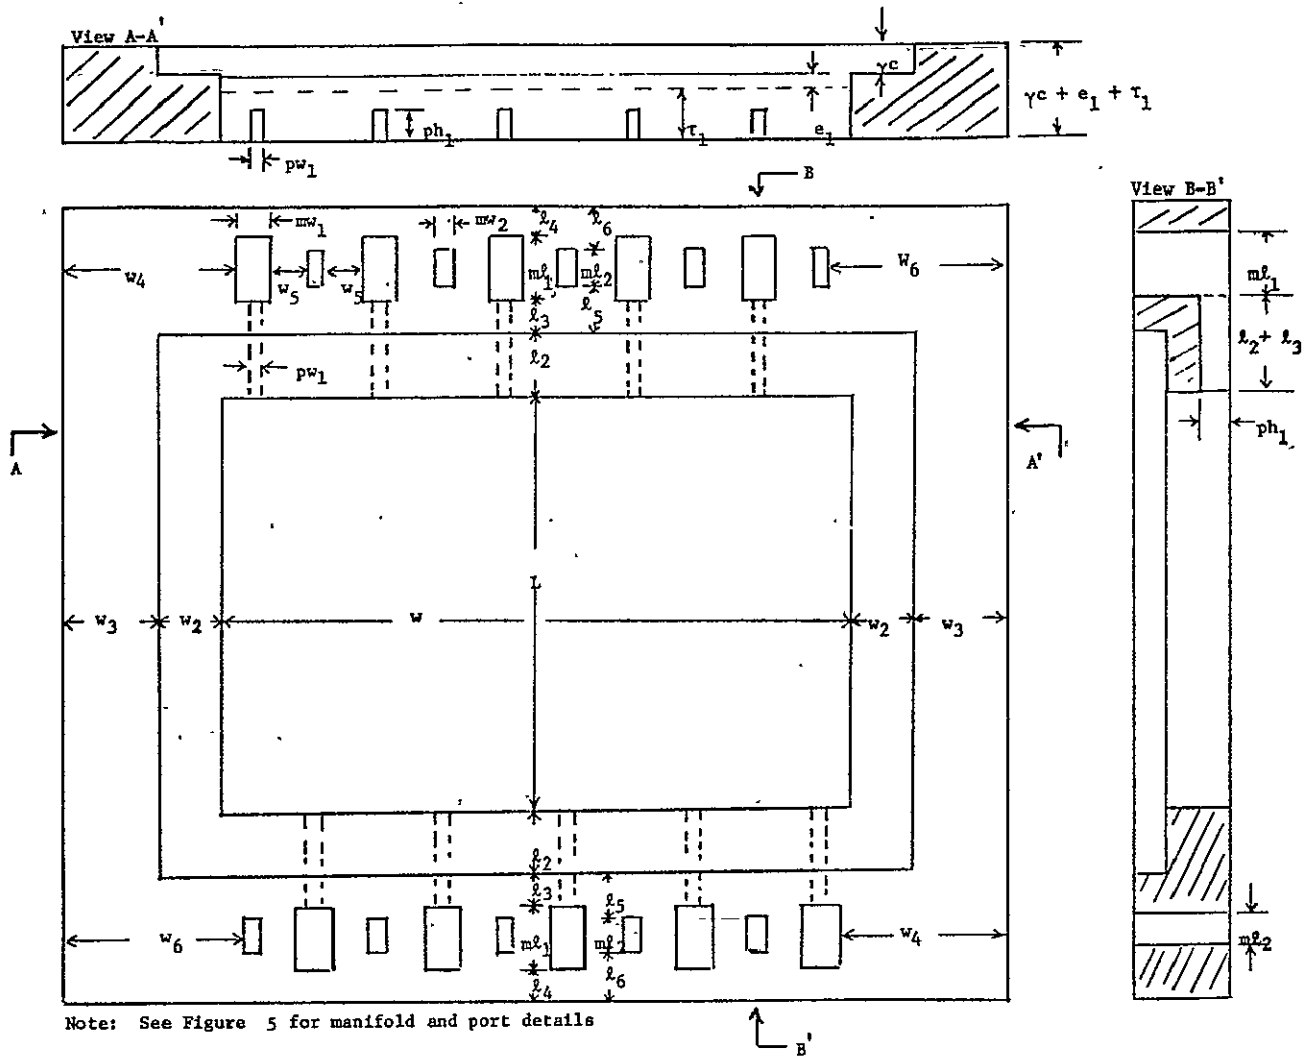 View A-A'
γc
γc + e₁ + τ₁
ph₁
τ₁
e₁
pw₁
B
View B-B'
mw₁
mw₂
ℓ₄
ℓ₆
w₄
w₅
w₅
mℓ₁
mℓ₂
w₆
mℓ₁
ℓ₃
ℓ₅
ℓ₂
ℓ₂ + ℓ₃
pw₁
ph₁
A
A'
L
w₃
w₂
w
w₂
w₃
ℓ₂
ℓ₃
ℓ₅
w₆
mℓ₁
mℓ₂
w₄
mℓ₂
ℓ₄
ℓ₆
Note: See Figure 5 for manifold and port details
B'